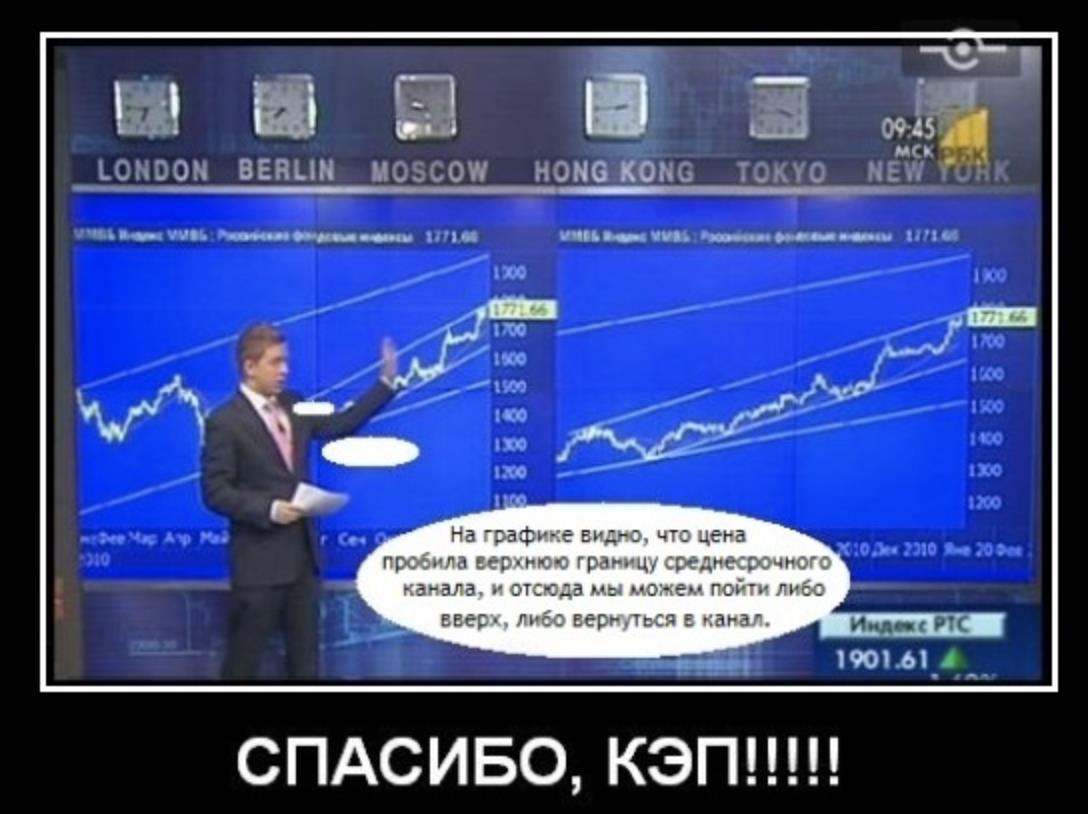 LONDON BERLIN MOSCOW HONG KONG TOKYO NEW YORK
09:45
МСК РБК
ММВБ Индекс ММВБ : Российские фондовые индексы 1771.66
1900
1771.66
1700
1600
1500
1400
1300
1200
1100
Фев Мар Апр Май
Сен
2010
ММВБ Индекс ММВБ : Российские фондовые индексы 1771.66
1900
1771.66
1700
1600
1500
1400
1300
1200
2010 Дек 2010 Янв 20 Фев
На графике видно, что цена
пробила верхнюю границу среднесрочного
канала, и отсюда мы можем пойти либо
вверх, либо вернуться в канал.
Индекс РТС
1901.61
СПАСИБО, КЭП!!!!!